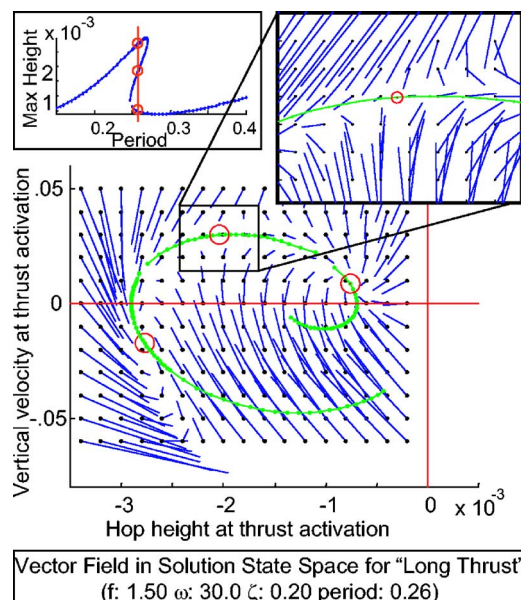 x 10⁻³
Max Height
2
1
0.2
0.3
0.4
Period
.05
0
-.05
Vertical velocity at thrust activation
-3
-2
-1
0
x 10⁻³
Hop height at thrust activation
Vector Field in Solution State Space for “Long Thrust”
(f: 1.50 ω: 30.0 ζ: 0.20 period: 0.26)